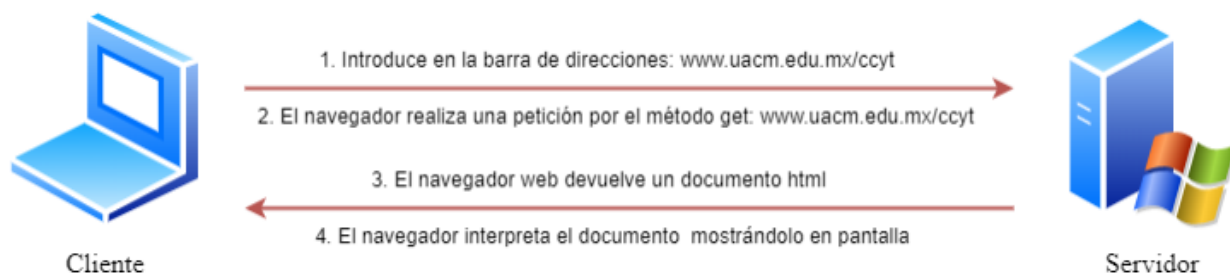 1. Introduce en la barra de direcciones: www.uacm.edu.mx/ccyt
2. El navegador realiza una petición por el método get: www.uacm.edu.mx/ccyt
3. El navegador web devuelve un documento html
4. El navegador interpreta el documento mostrándolo en pantalla
Cliente
Servidor